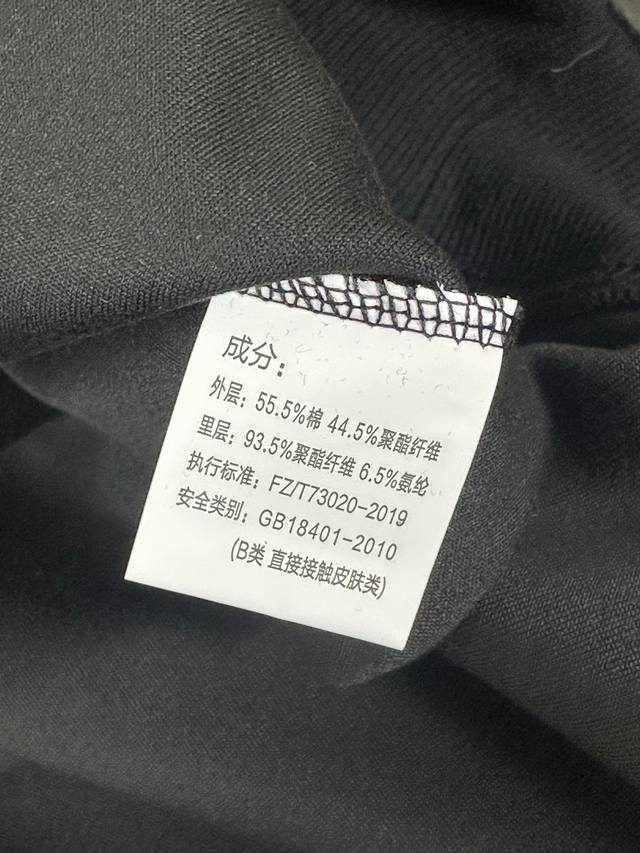 成分：
外层：55.5%棉 44.5%聚酯纤维
里层：93.5%聚酯纤维 6.5%氨纶
执行标准：FZ/T73020-2019
安全类别：GB18401-2010
(B类 直接接触皮肤类)